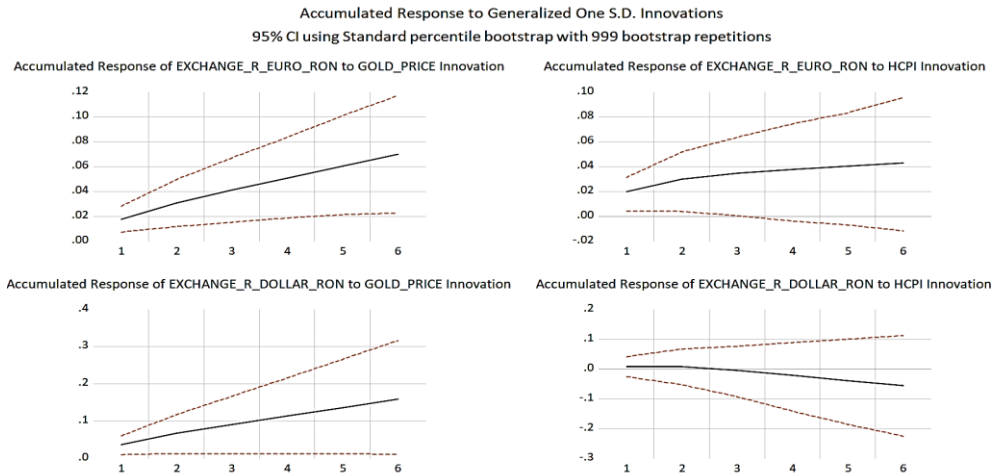 Accumulated Response to Generalized One S.D. Innovations
95% CI using Standard percentile bootstrap with 999 bootstrap repetitions
Accumulated Response of EXCHANGE_R_EURO_RON to GOLD_PRICE Innovation
.12
.10
.08
.06
.04
.02
.00
1 2 3 4 5 6
Accumulated Response of EXCHANGE_R_EURO_RON to HCPI Innovation
.10
.08
.06
.04
.02
.00
-.02
1 2 3 4 5 6
Accumulated Response of EXCHANGE_R_DOLLAR_RON to GOLD_PRICE Innovation
.4
.3
.2
.1
.0
1 2 3 4 5 6
Accumulated Response of EXCHANGE_R_DOLLAR_RON to HCPI Innovation
.2
.1
.0
-.1
-.2
-.3
1 2 3 4 5 6